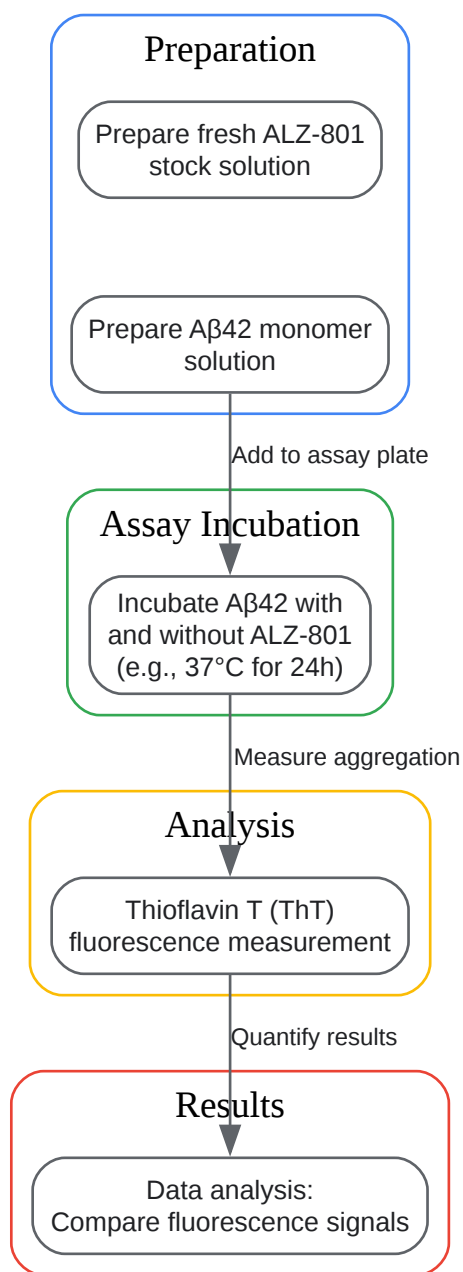 Preparation
Prepare fresh ALZ-801
stock solution
Prepare Aβ42 monomer
solution
Add to assay plate
Assay Incubation
Incubate Aβ42 with
and without ALZ-801
(e.g., 37°C for 24h)
Measure aggregation
Analysis
Thioflavin T (ThT)
fluorescence measurement
Quantify results
Results
Data analysis:
Compare fluorescence signals